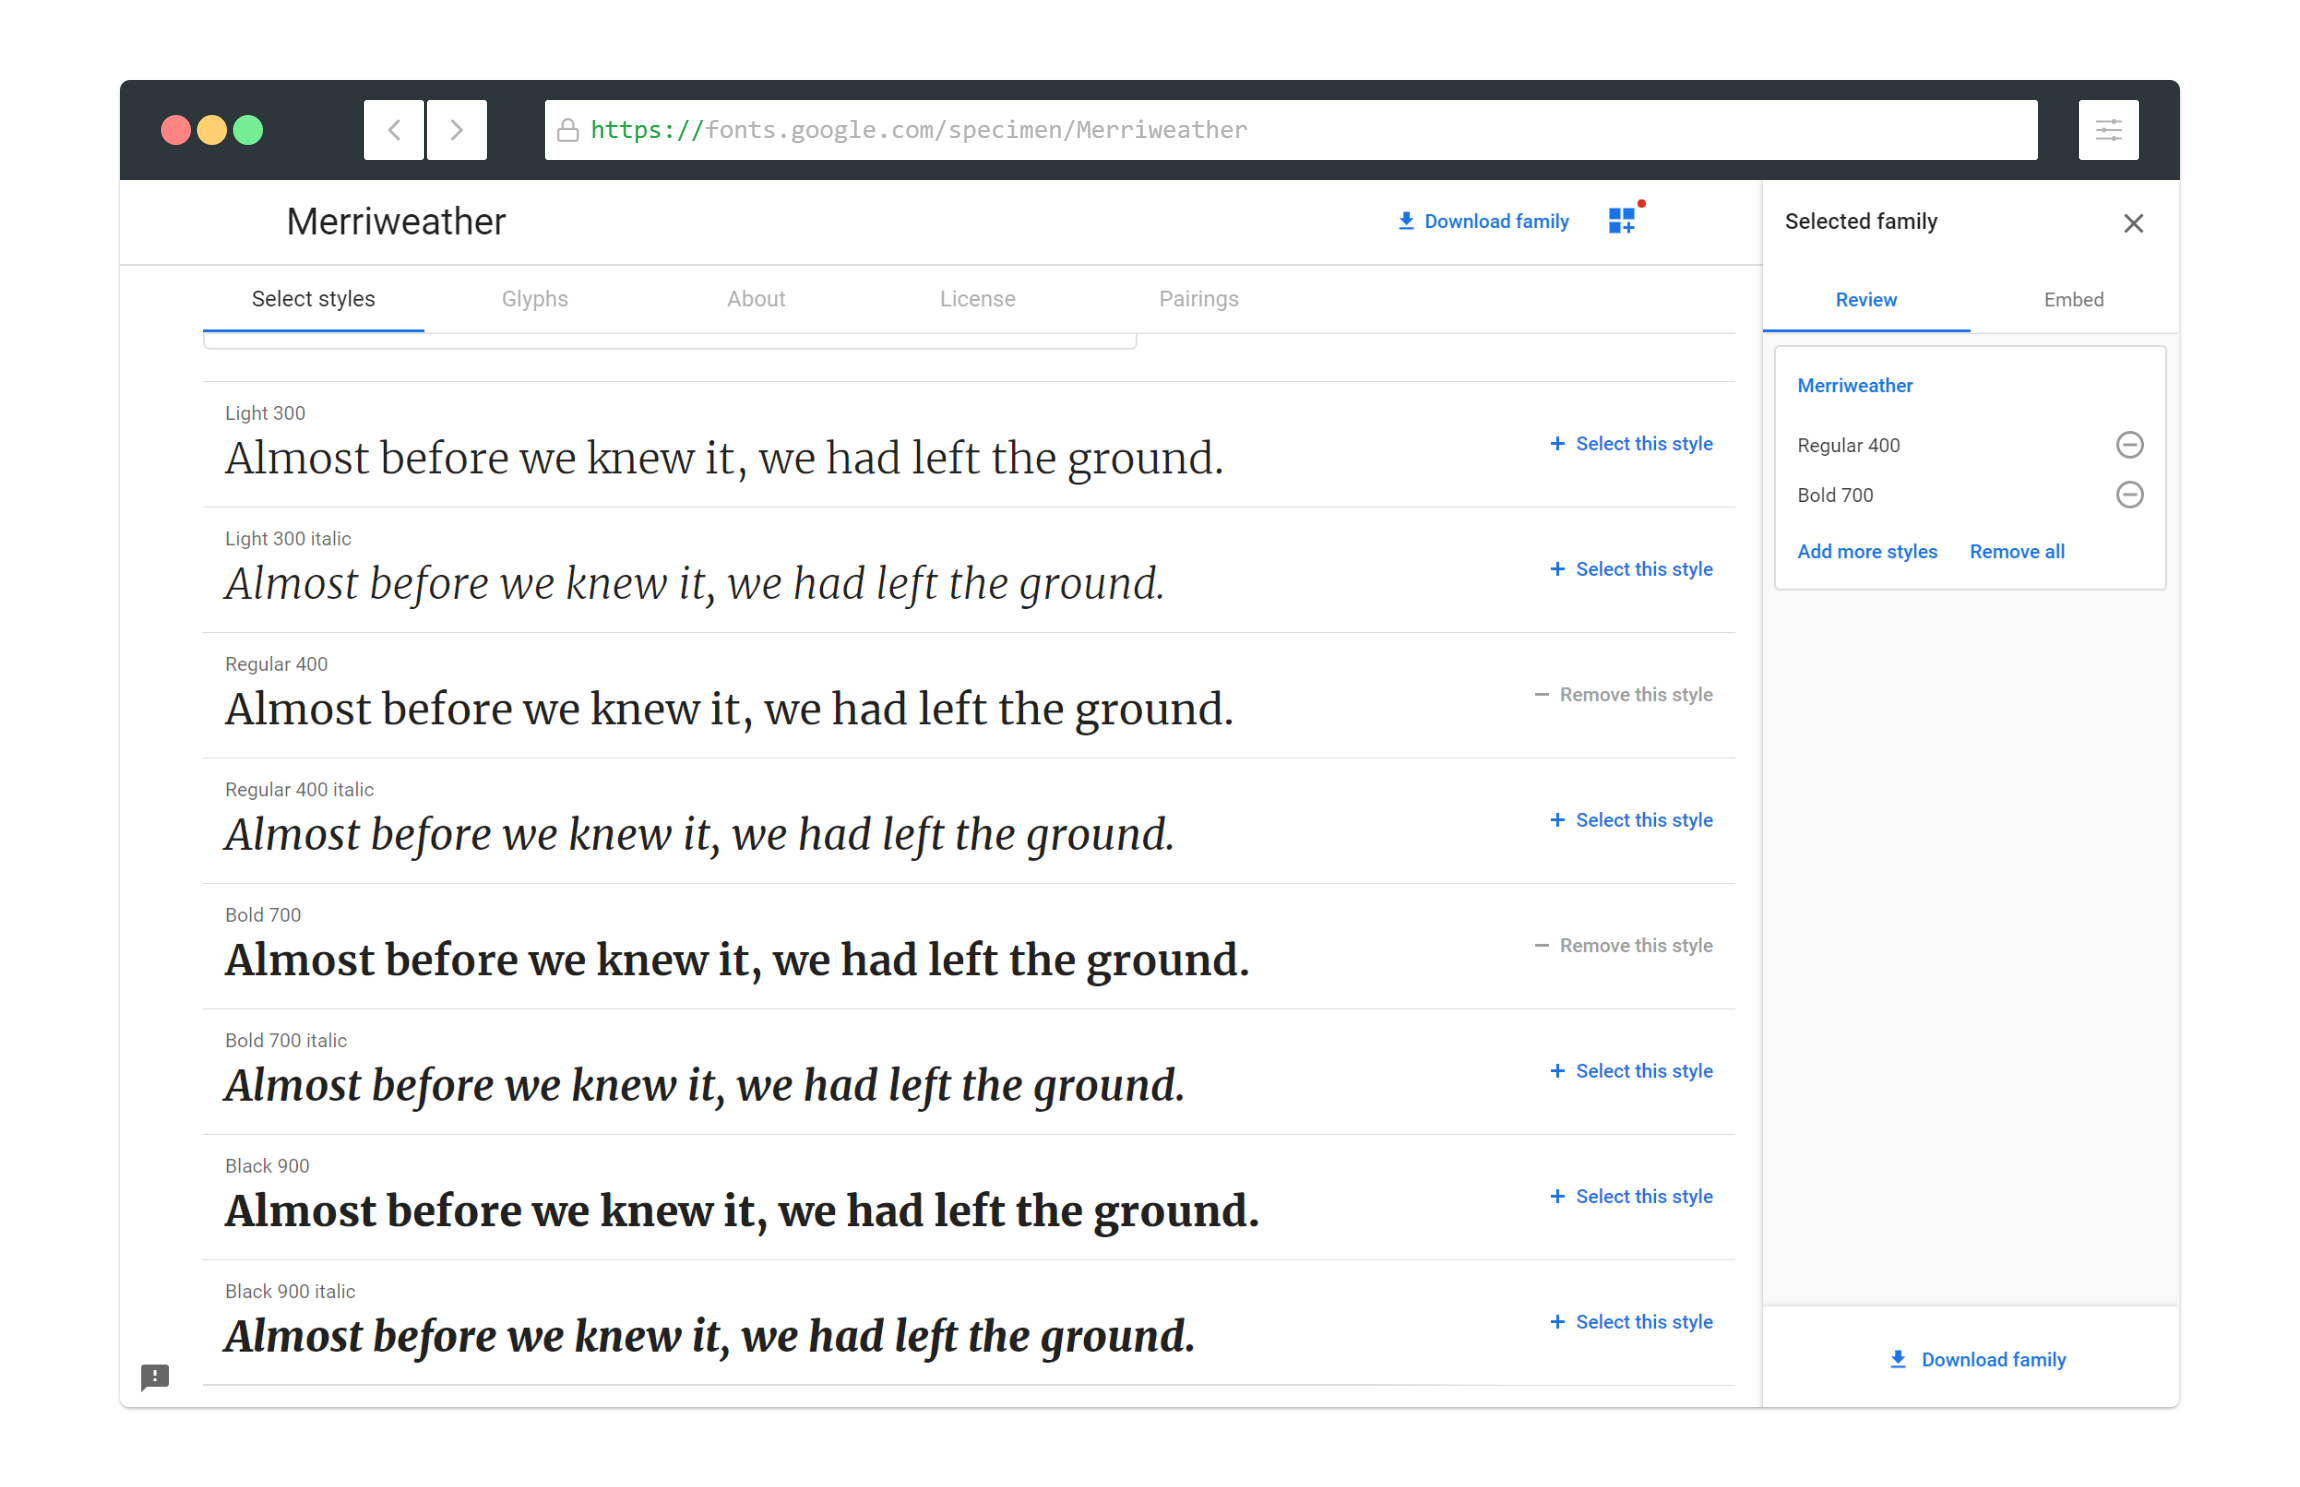 https://fonts.google.com/specimen/Merriweather
Merriweather
Download family
Select styles
Glyphs
About
License
Pairings
Light 300
Almost before we knew it, we had left the ground.
+ Select this style
Light 300 italic
Almost before we knew it, we had left the ground.
+ Select this style
Regular 400
Almost before we knew it, we had left the ground.
— Remove this style
Regular 400 italic
Almost before we knew it, we had left the ground.
+ Select this style
Bold 700
Almost before we knew it, we had left the ground.
— Remove this style
Bold 700 italic
Almost before we knew it, we had left the ground.
+ Select this style
Black 900
Almost before we knew it, we had left the ground.
+ Select this style
Black 900 italic
Almost before we knew it, we had left the ground.
+ Select this style
Selected family
Review
Embed
Merriweather
Regular 400
Bold 700
Add more styles
Remove all
Download family